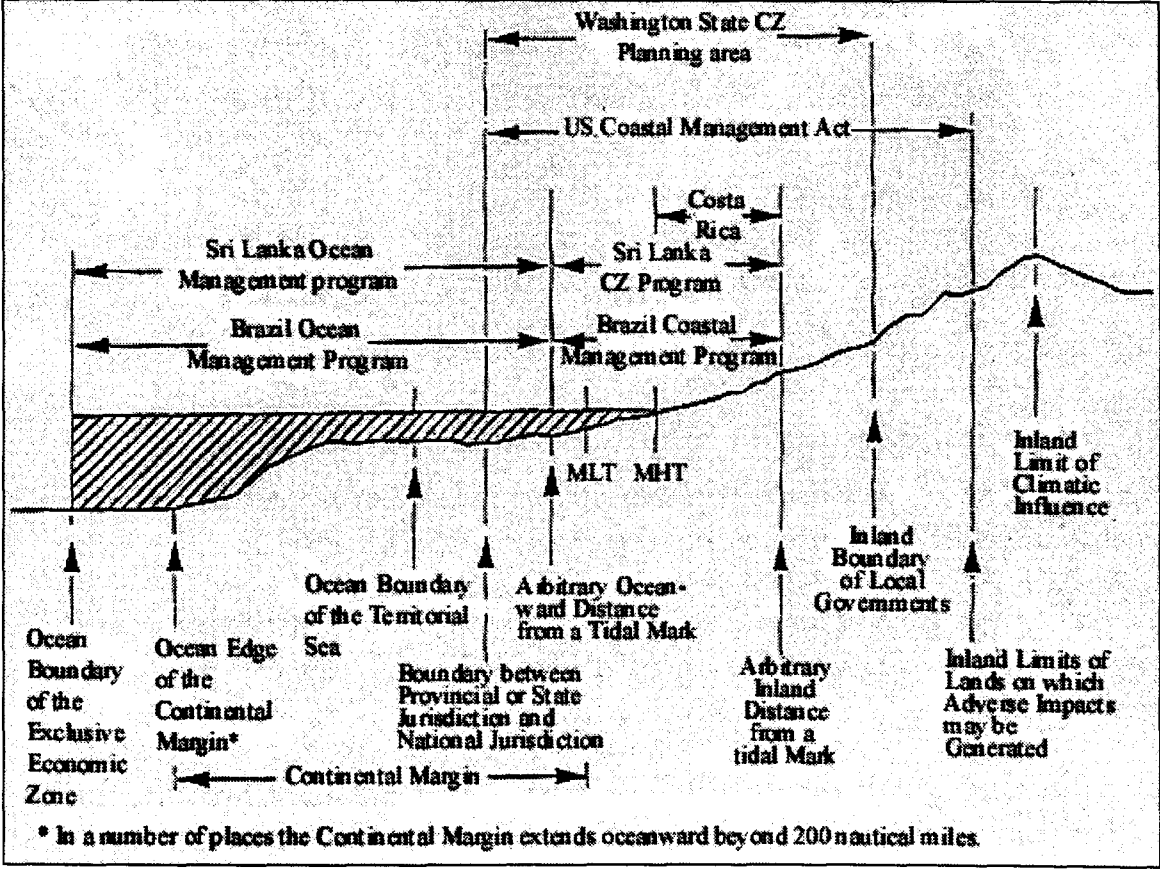 Washington State CZ
Planning area
US Coastal Management Act
Costa
Rica
Sri Lanka Ocean
Management program
Sri Lanka
CZ Program
Brazil Ocean
Management Program
Brazil Coastal
Management Program
MLT
MHT
Inland
Limit of
Climatic
Influence
Inland
Boundary
of Local
Governments
Ocean Boundary
of the Territorial
Sea
Arbitrary Ocean-
ward Distance
from a Tidal Mark
Ocean
Boundary
of the
Exclusive
Economic
Zone
Ocean Edge
of the
Continental
Margin*
Boundary between
Provincial or State
Jurisdiction and
National Jurisdiction
Arbitrary
Inland
Distance
from a
tidal Mark
Inland Limits of
Lands on which
Adverse Impacts
may be
Generated
Continental Margin
* In a number of places the Continental Margin extends oceanward beyond 200 nautical miles.